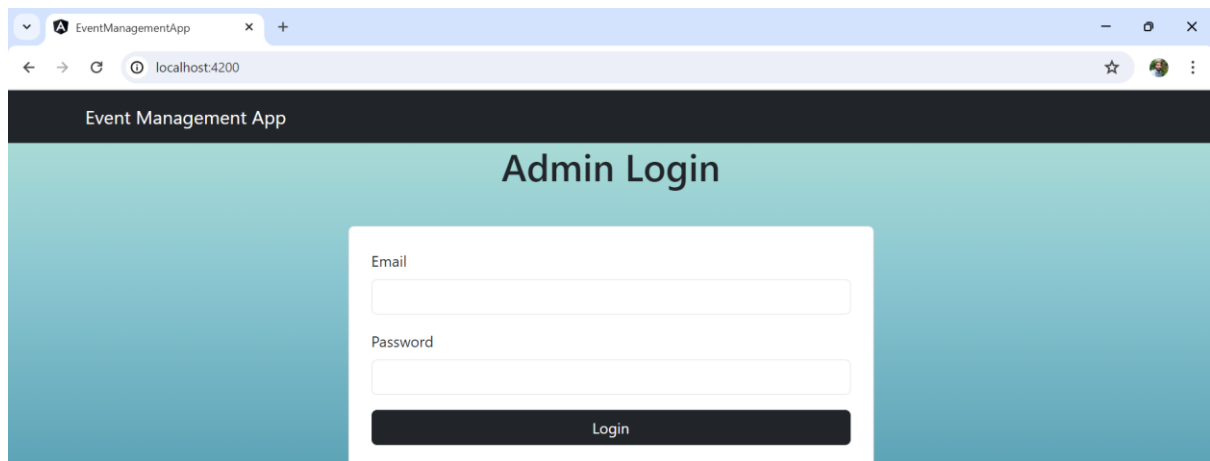 EventManagementApp
localhost:4200
Event Management App
Admin Login
Email
Password
Login